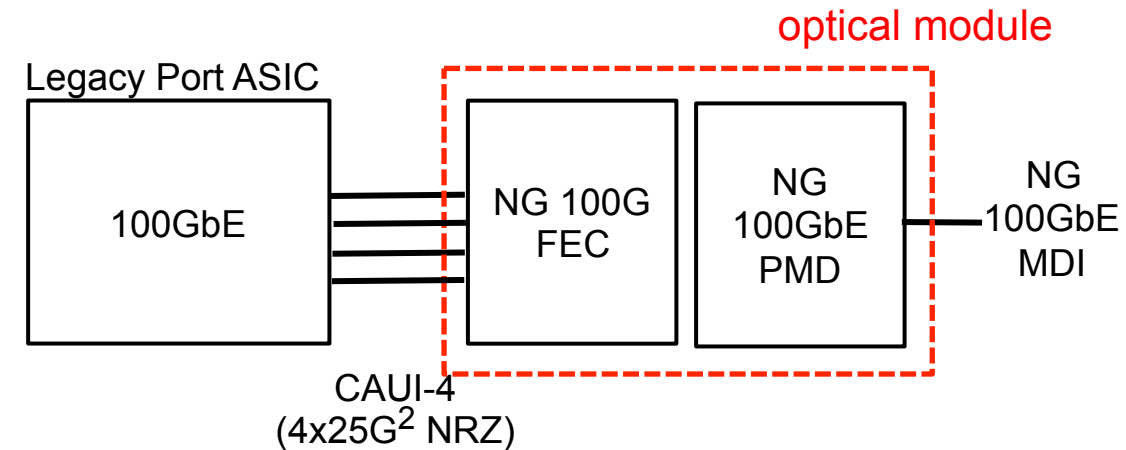 optical module
Legacy Port ASIC
100GbE
NG 100G
FEC
NG
100GbE
PMD
NG
100GbE
MDI
CAUI-4
(4x25G² NRZ)